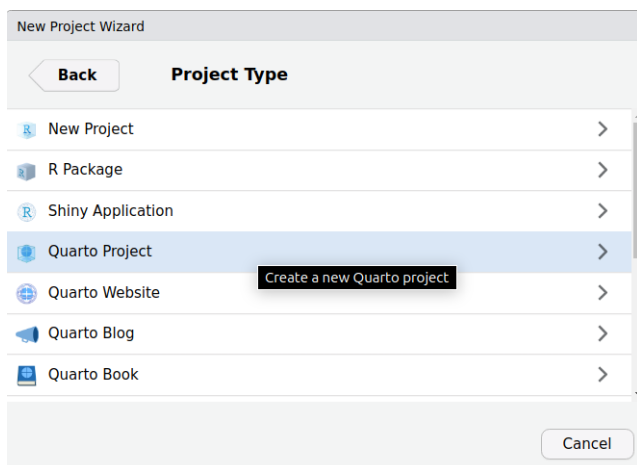 New Project Wizard
Back
Project Type
R New Project
R Package
R Shiny Application
Quarto Project
Create a new Quarto project
Quarto Website
Quarto Blog
Quarto Book
Cancel